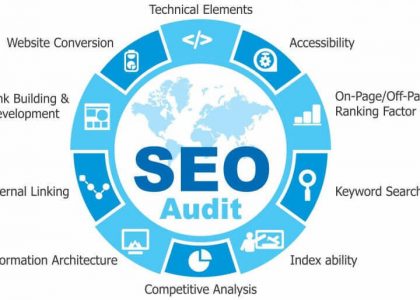 Technical Elements
Website Conversion
Accessibility
nk Building &
evelopment
On-Page/Off-Pa
Ranking Factor
</>
SEO
Audit
ernal Linking
Keyword Search
ormation Architecture
Index ability
Competitive Analysis